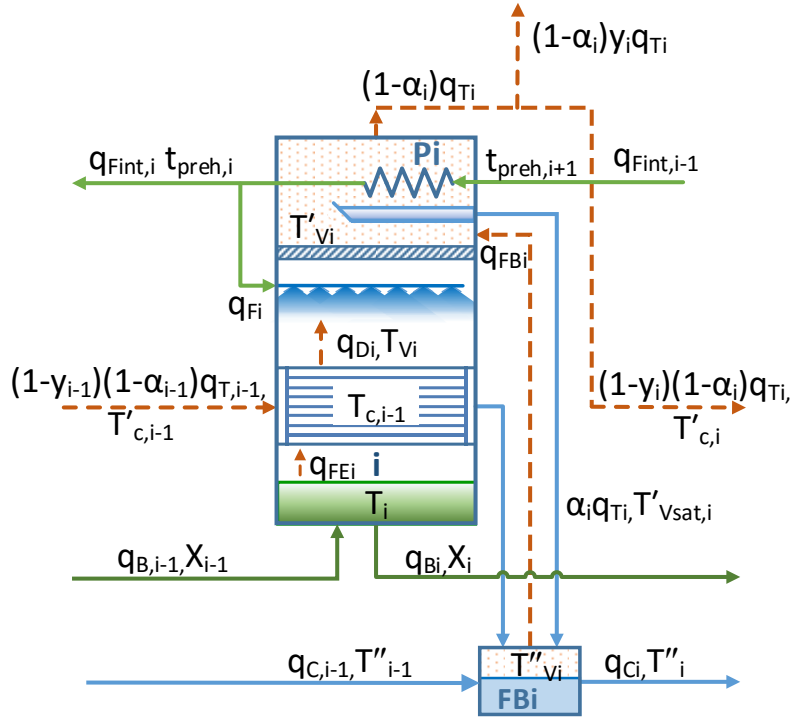 (1-αᵢ)yᵢqTᵢ
(1-αᵢ)qTᵢ
Pi
qFint,i tpreh,i
tpreh,i+1
qFint,i-1
T′Vi
qFBi
qFi
qDi,TVi
(1-yi-1)(1-αi-1)qT,i-1,
T′c,i-1
Tc,i-1
(1-yi)(1-αi)qTi,
T′c,i
qFEi i
Ti
αiqTi,T′Vsat,i
qB,i-1,Xi-1
qBi,Xi
qC,i-1,T″i-1
T″Vi
qCi,T″i
FBi